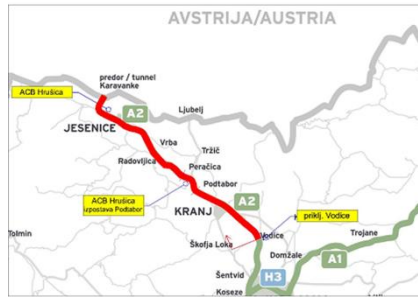 AVSTRIJA/AUSTRIA
predor / tunnel
Karavanke
ACB Hrušica
A2
Ljubelj
JESENICE
Vrba
Tržič
Radovljica
Peračica
Podtabor
ACB Hrušica
izpostava Podtabor
A2
KRANJ
priklj. Vodice
Tolmin
Škofja Loka
Vodice
Trojane
Domžale
A1
Šentvid
H3
Koseze